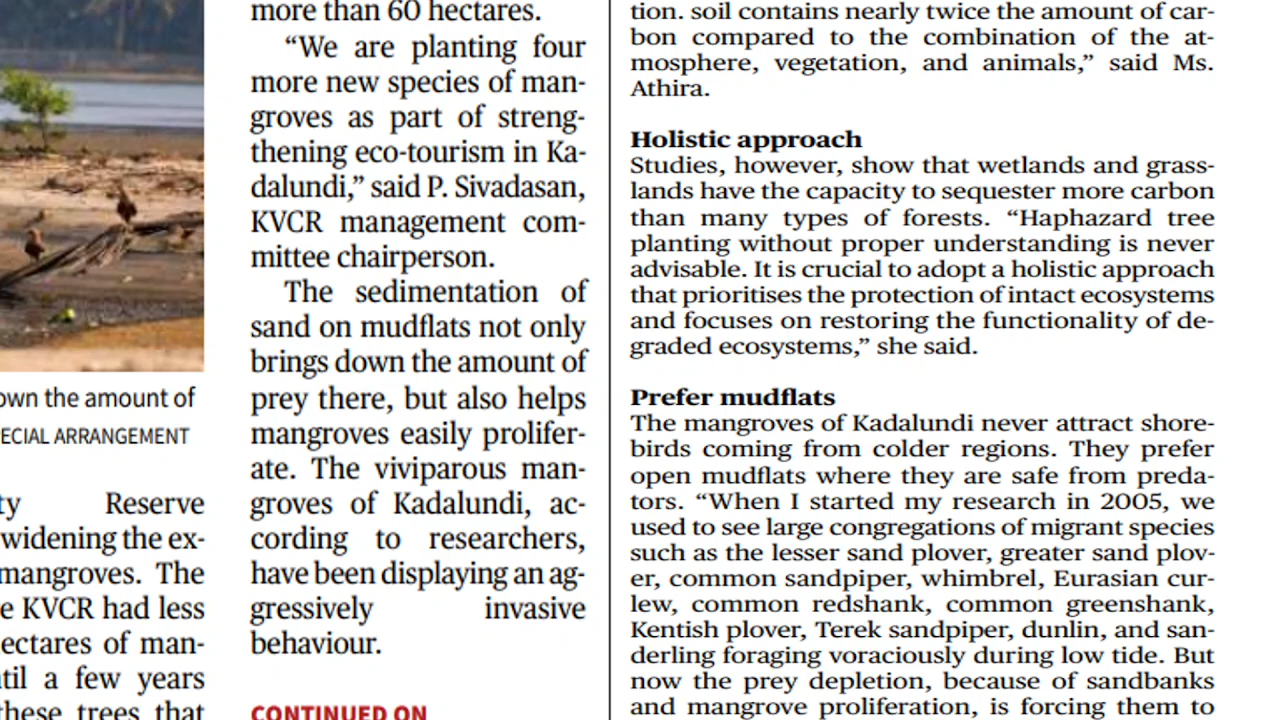 own the amount of
ECIAL ARRANGEMENT
ty Reserve
widening the ex-
mangroves. The
e KVCR had less
ectares of man-
til a few years
these trees that
more than 60 hectares.
“We are planting four
more new species of man-
groves as part of streng-
thening eco-tourism in Ka-
dalundi,” said P. Sivadasan,
KVCR management com-
mittee chairperson.
The sedimentation of
sand on mudflats not only
brings down the amount of
prey there, but also helps
mangroves easily prolifer-
ate. The viviparous man-
groves of Kadalundi, ac-
cording to researchers,
have been displaying an ag-
gressively invasive
behaviour.
CONTINUED ON
tion. soil contains nearly twice the amount of car-
bon compared to the combination of the at-
mosphere, vegetation, and animals,” said Ms.
Athira.
Holistic approach
Studies, however, show that wetlands and grass-
lands have the capacity to sequester more carbon
than many types of forests. “Haphazard tree
planting without proper understanding is never
advisable. It is crucial to adopt a holistic approach
that prioritises the protection of intact ecosystems
and focuses on restoring the functionality of de-
graded ecosystems,” she said.
Prefer mudflats
The mangroves of Kadalundi never attract shore-
birds coming from colder regions. They prefer
open mudflats where they are safe from preda-
tors. “When I started my research in 2005, we
used to see large congregations of migrant species
such as the lesser sand plover, greater sand plov-
er, common sandpiper, whimbrel, Eurasian cur-
lew, common redshank, common greenshank,
Kentish plover, Terek sandpiper, dunlin, and san-
derling foraging voraciously during low tide. But
now the prey depletion, because of sandbanks
and mangrove proliferation, is forcing them to